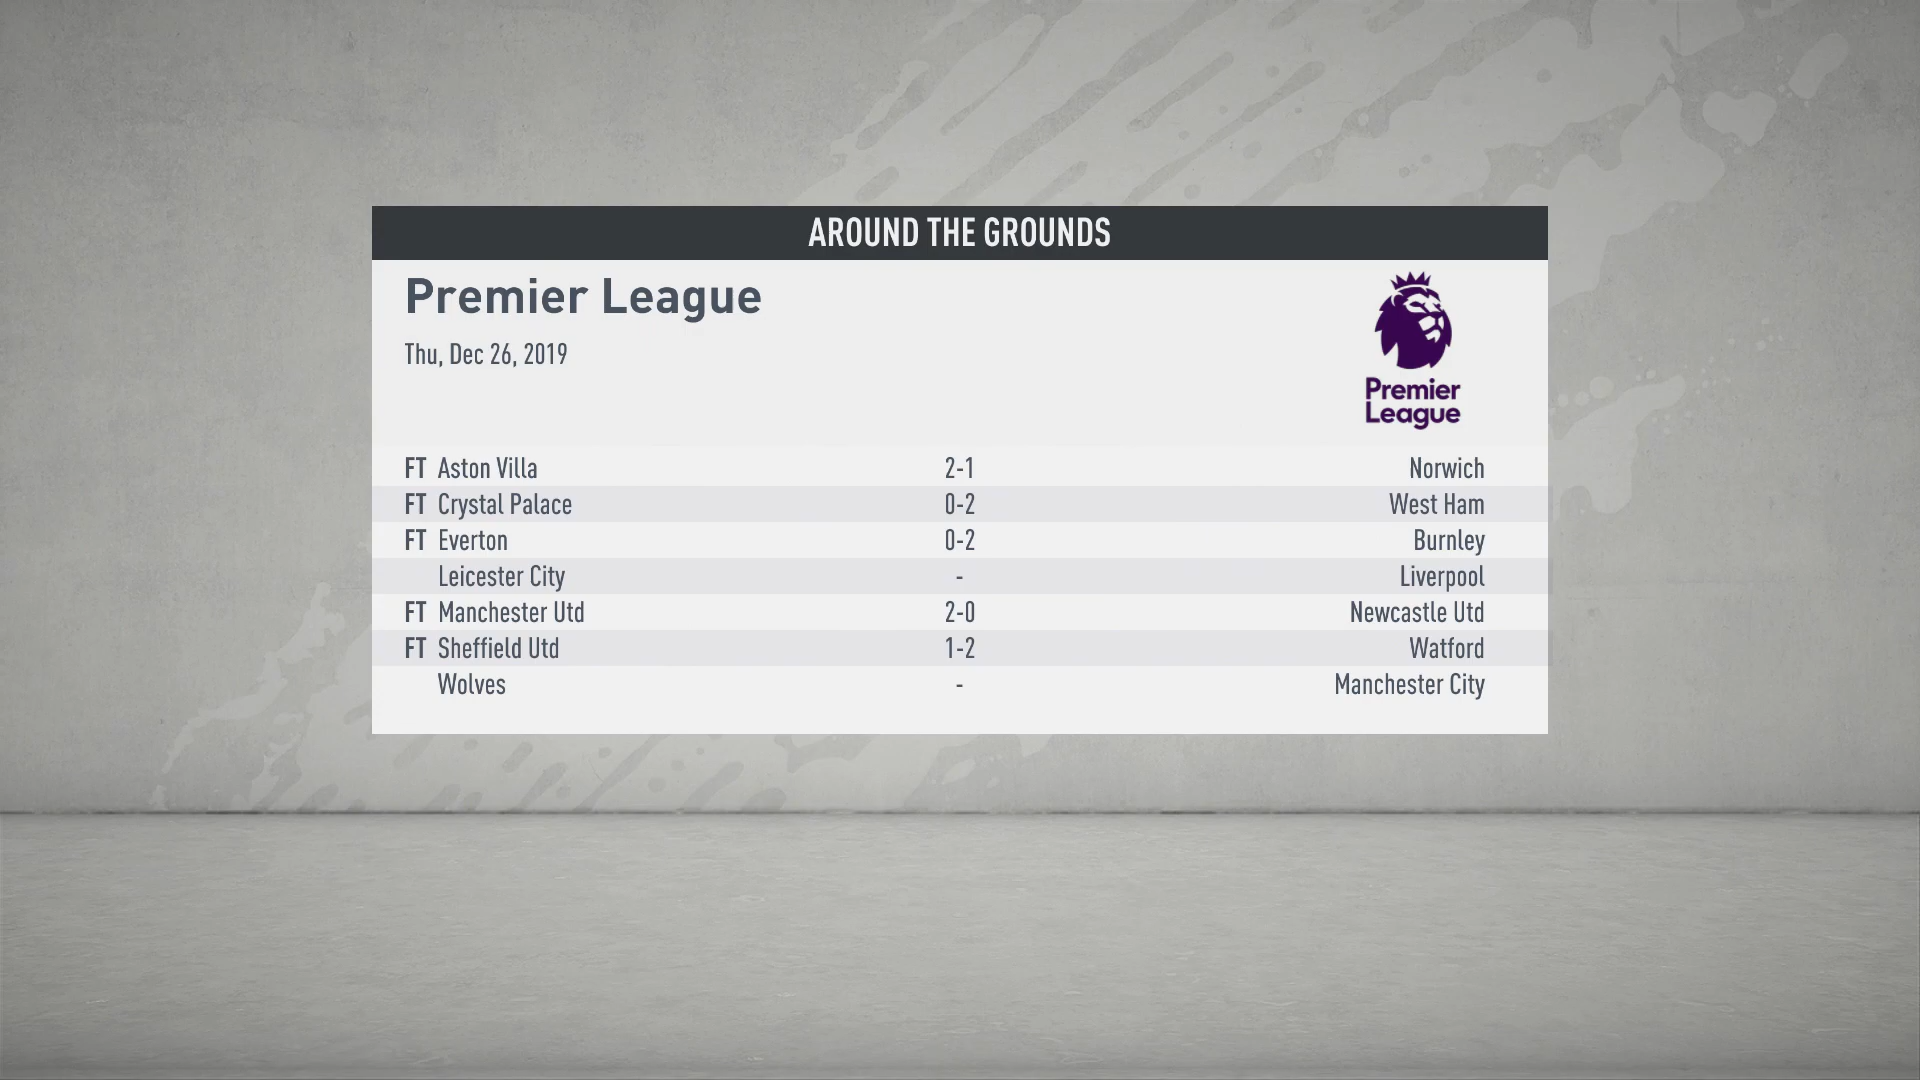 AROUND THE GROUNDS
Premier League
Thu, Dec 26, 2019
Premier
League
FT Aston Villa 2-1 Norwich
FT Crystal Palace 0-2 West Ham
FT Everton 0-2 Burnley
Leicester City - Liverpool
FT Manchester Utd 2-0 Newcastle Utd
FT Sheffield Utd 1-2 Watford
Wolves - Manchester City